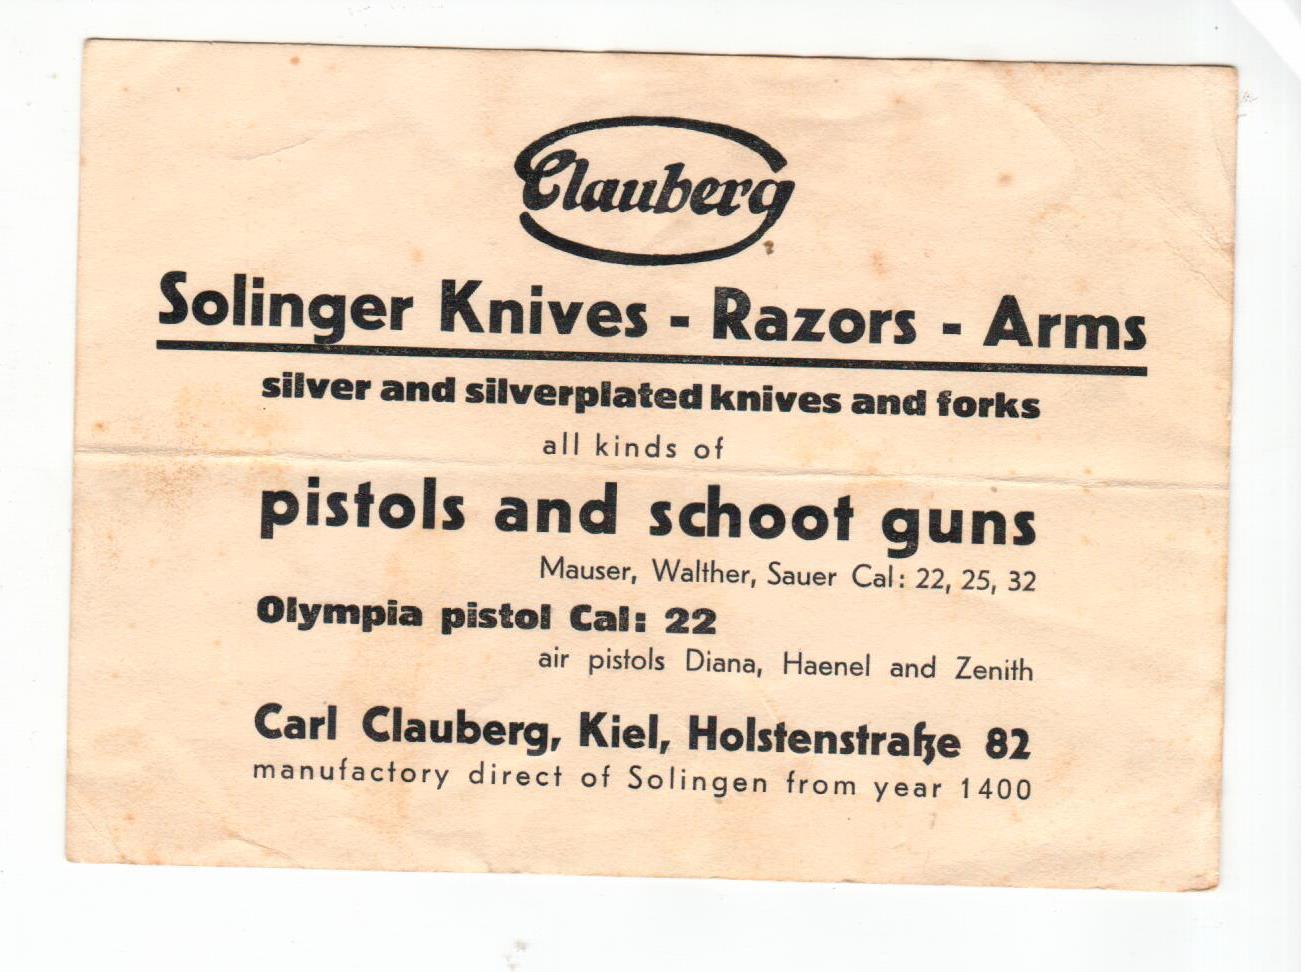 Clauberg
Solinger Knives - Razors - Arms
silver and silverplated knives and forks
all kinds of
pistols and schoot guns
Mauser, Walther, Sauer Cal: 22, 25, 32
Olympia pistol Cal: 22
air pistols Diana, Haenel and Zenith
Carl Clauberg, Kiel, Holstenstraße 82
manufactory direct of Solingen from year 1400